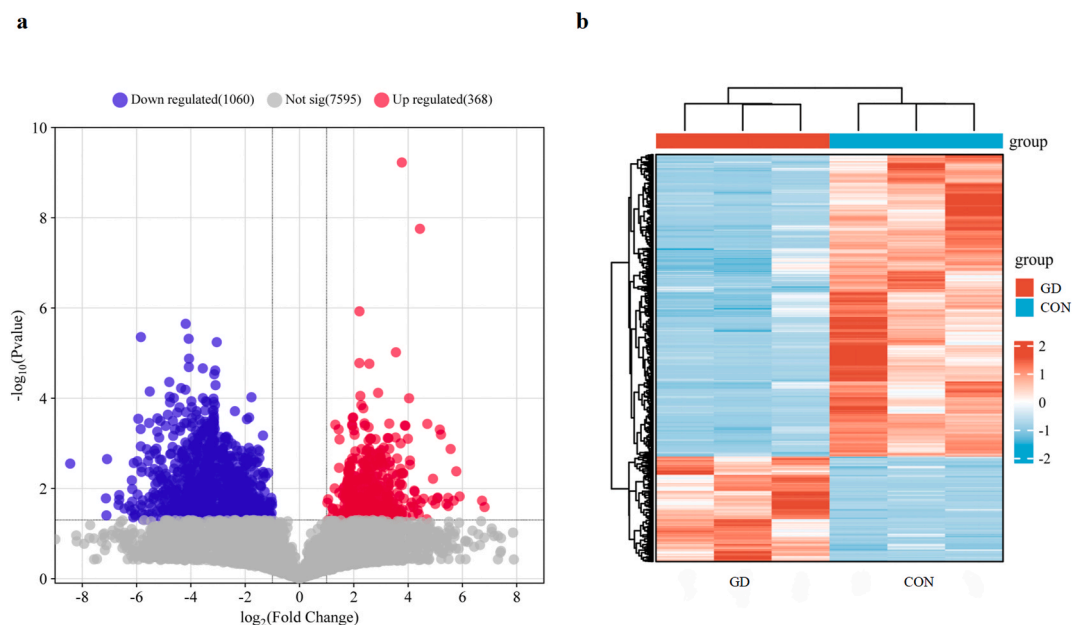 a
Down regulated(1060) Not sig(7595) Up regulated(368)
10
8
6
4
2
0
-log10(Pvalue)
-8 -6 -4 -2 0 2 4 6 8
log2(Fold Change)
b
group
group
GD
CON
2
1
0
-1
-2
GD CON